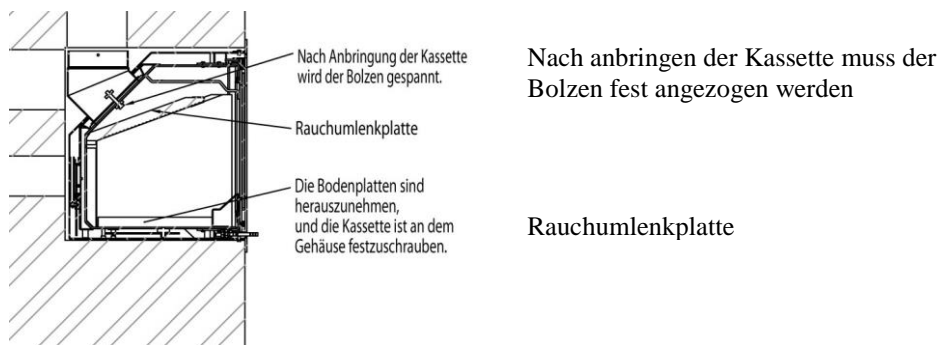 Nach Anbringung der Kassette
wird der Bolzen gespannt.
Rauchumlenkplatte
Die Bodenplatten sind
herauszunehmen,
und die Kassette ist an dem
Gehäuse festzuschrauben.
Nach anbringen der Kassette muss der
Bolzen fest angezogen werden
Rauchumlenkplatte